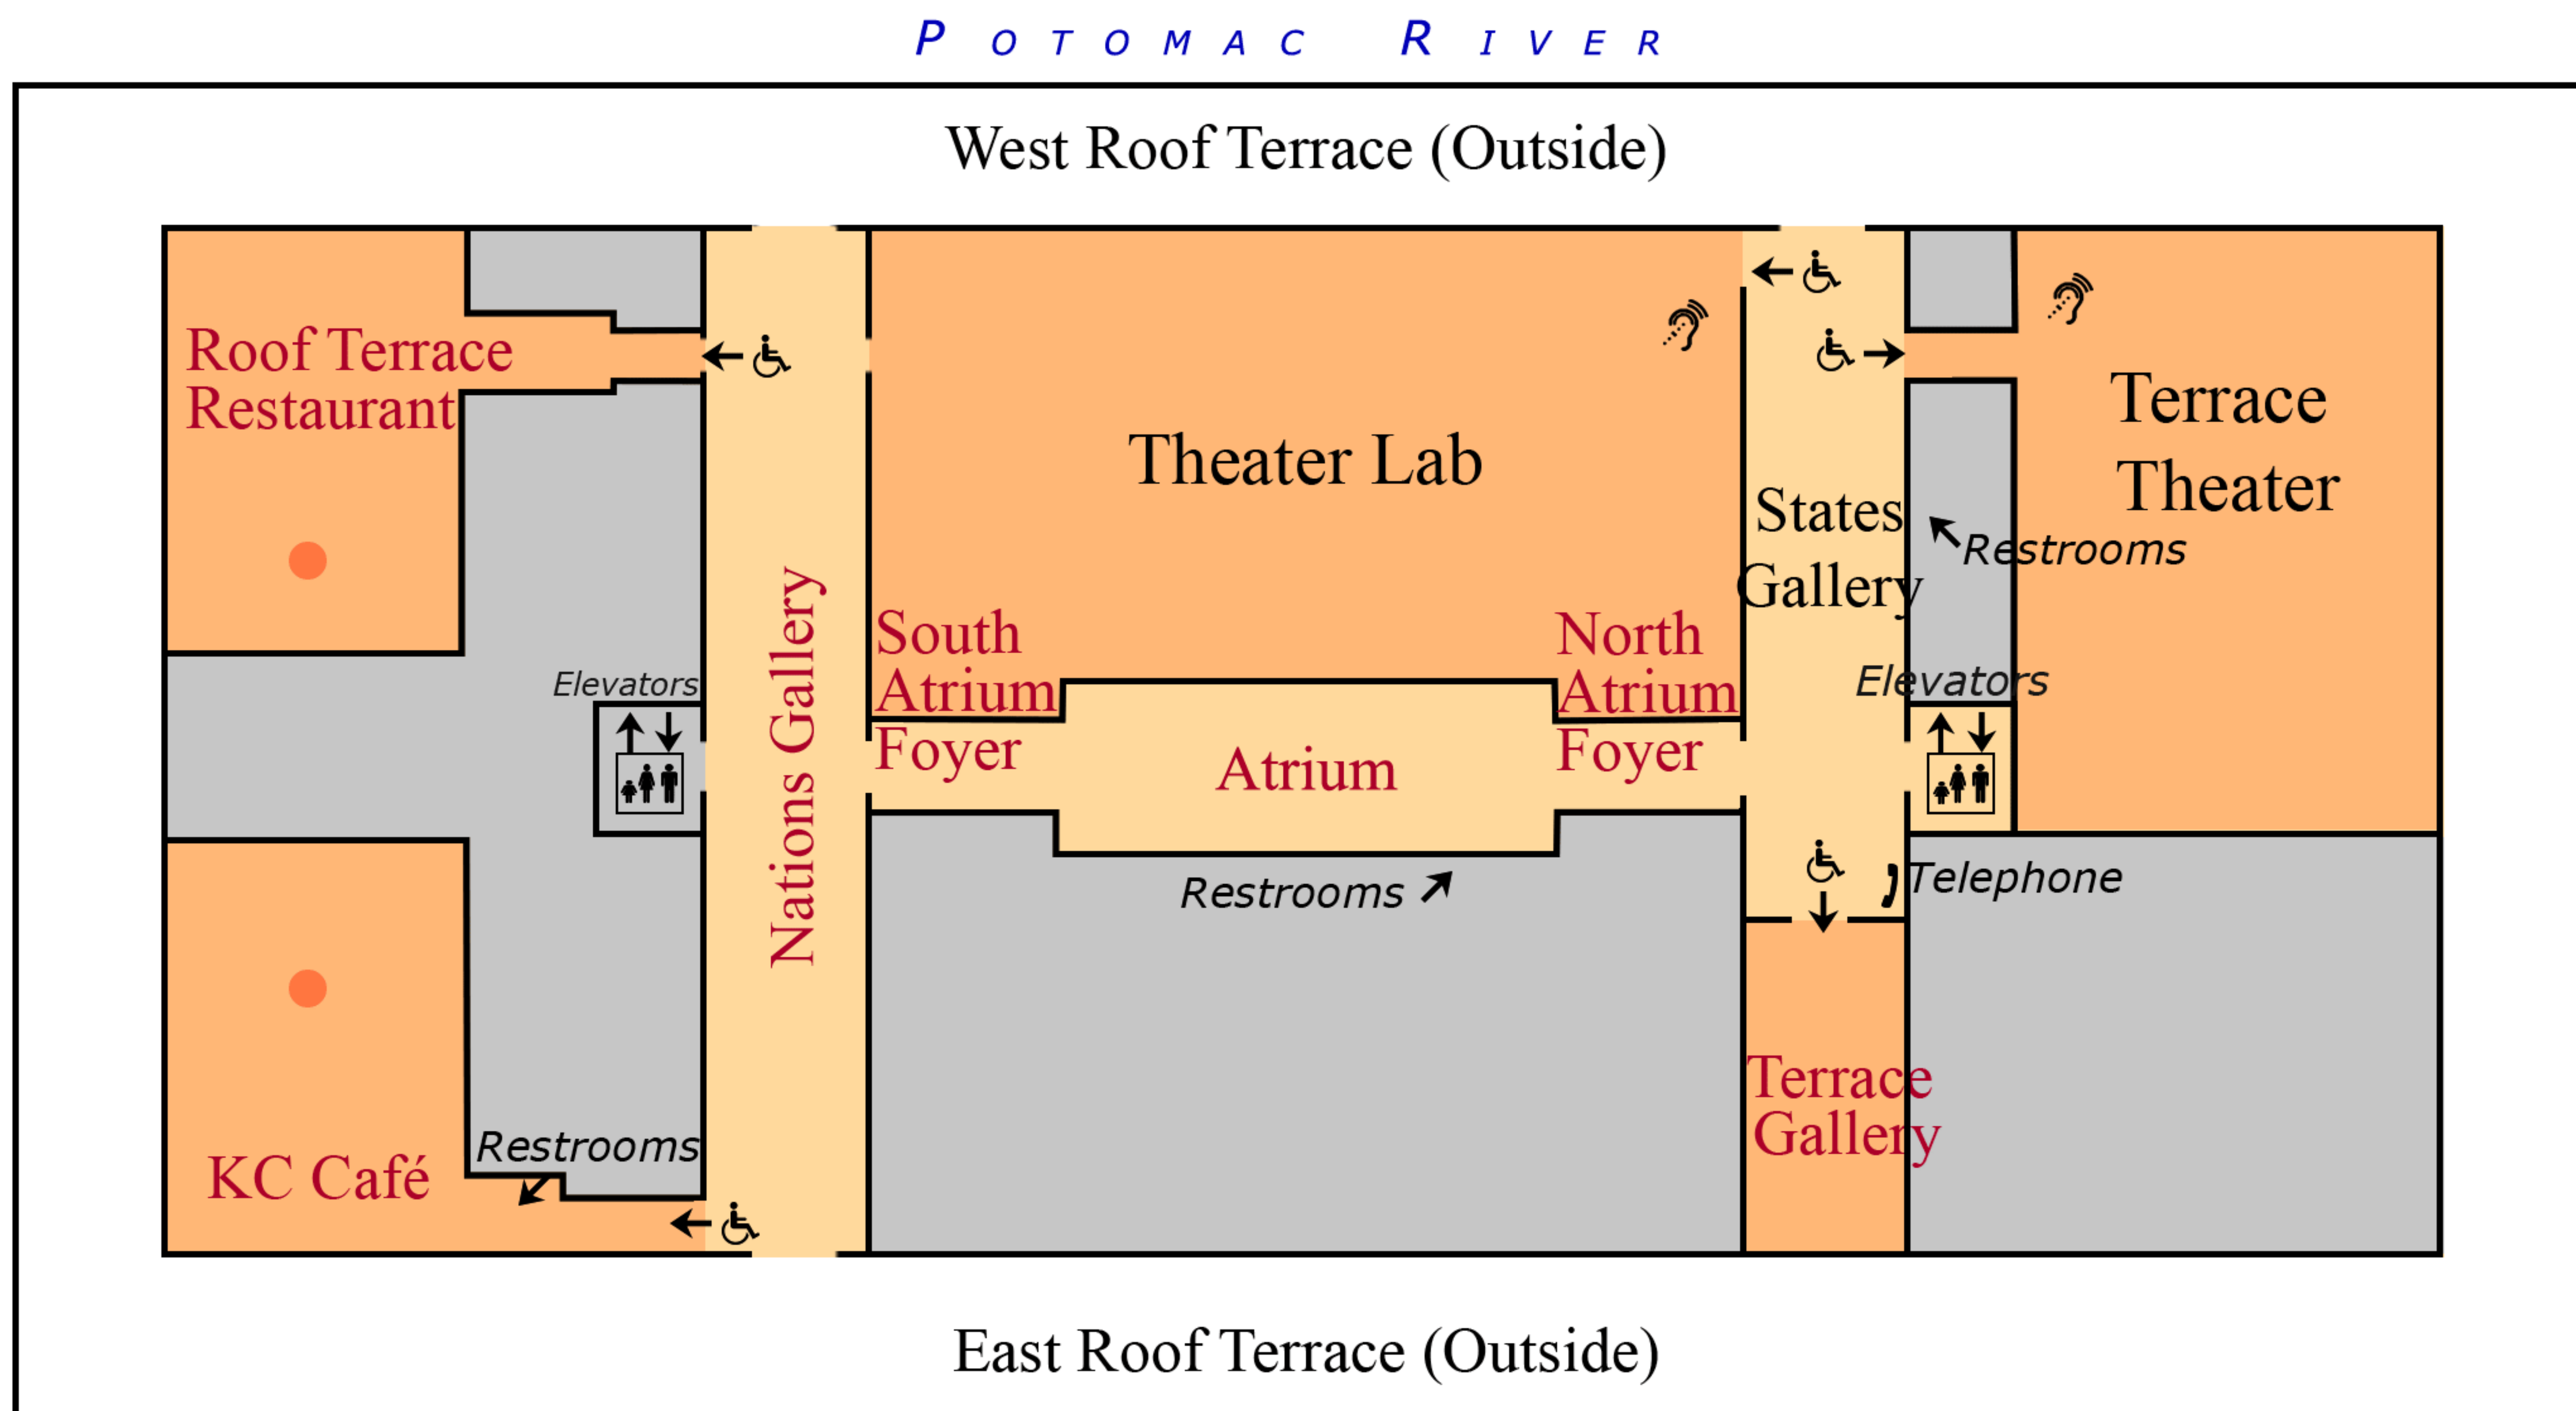 POTOMAC RIVER
West Roof Terrace (Outside)
Roof Terrace
Restaurant
Theater Lab
Terrace
Theater
States
Gallery
Restrooms
Nations Gallery
South
Atrium
Foyer
North
Atrium
Foyer
Elevators
Elevators
Atrium
Restrooms
Telephone
Terrace
Gallery
Restrooms
KC Café
East Roof Terrace (Outside)